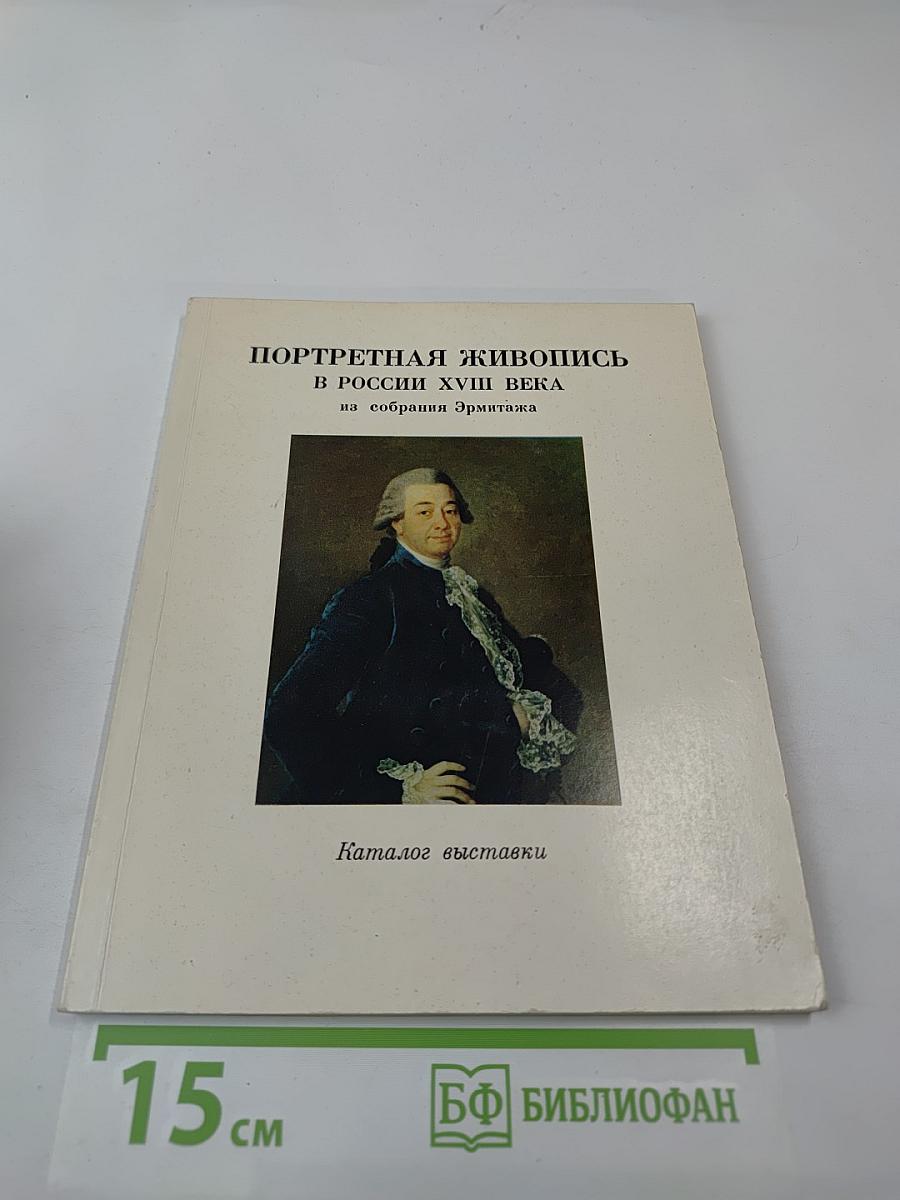 ПОРТРЕТНАЯ ЖИВОПИСЬ
В РОССИИ XVIII ВЕКА
из собрания Эрмитажа
Каталог выставки
15 см
БФ БИБЛИОФАН